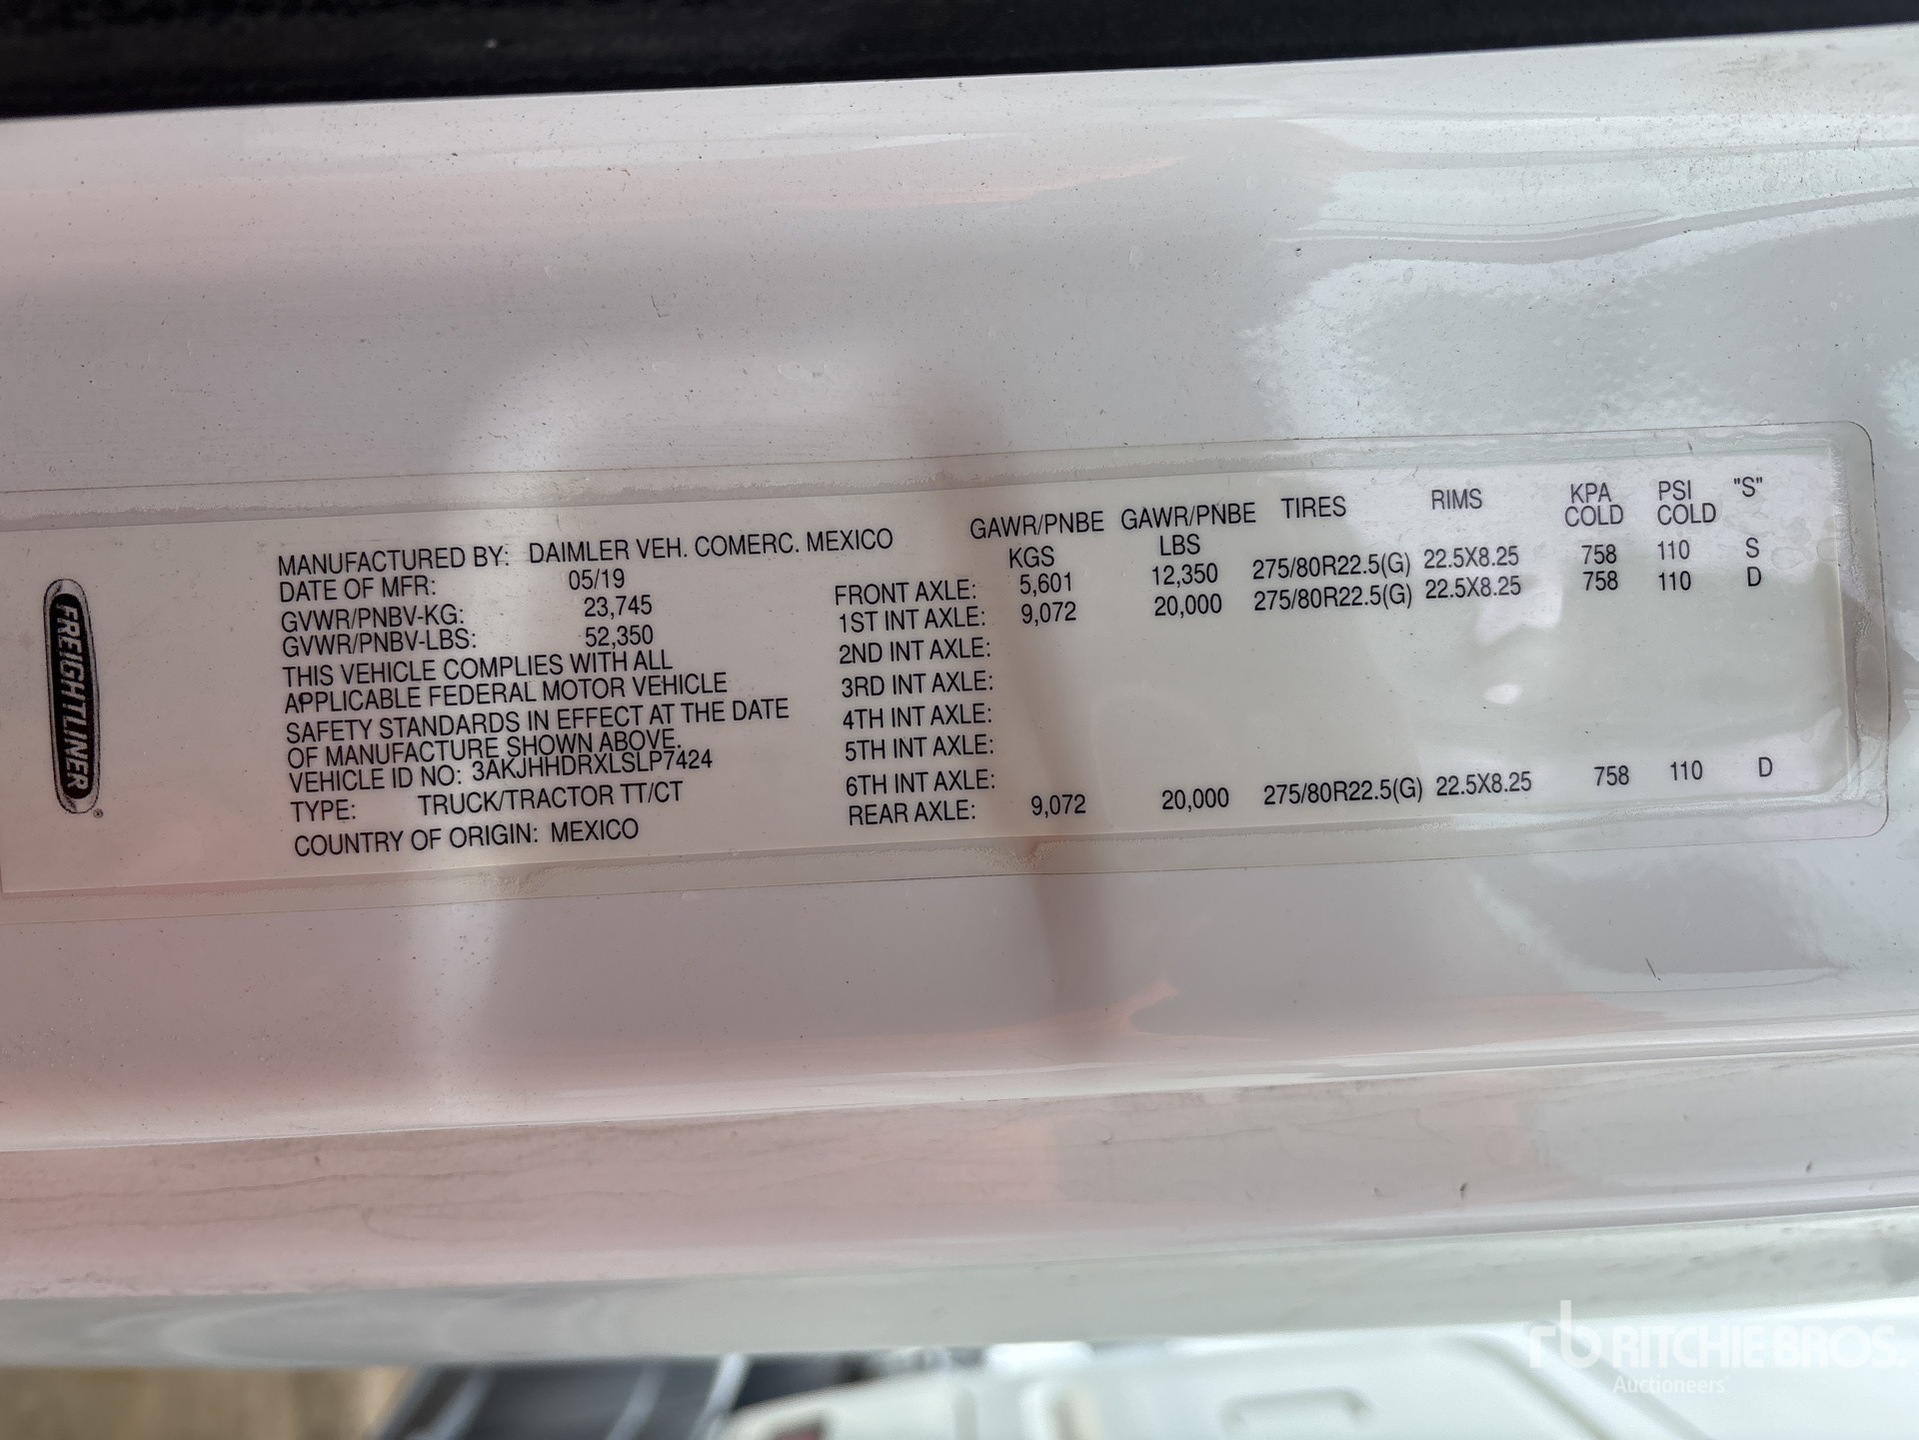 FREIGHTLINER
MANUFACTURED BY: DAIMLER VEH. COMERC. MEXICO
DATE OF MFR: 05/19
GVWR/PNBV-KG: 23,745
GVWR/PNBV-LBS: 52,350
THIS VEHICLE COMPLIES WITH ALL
APPLICABLE FEDERAL MOTOR VEHICLE
SAFETY STANDARDS IN EFFECT AT THE DATE
OF MANUFACTURE SHOWN ABOVE.
VEHICLE ID NO: 3AKJHHDRXLSLP7424
TYPE: TRUCK/TRACTOR TT/CT
COUNTRY OF ORIGIN: MEXICO
GAWR/PNBE GAWR/PNBE TIRES RIMS KPA PSI "S"
KGS LBS COLD COLD
FRONT AXLE: 5,601 12,350 275/80R22.5(G) 22.5X8.25 758 110 S
1ST INT AXLE: 9,072 20,000 275/80R22.5(G) 22.5X8.25 758 110 D
2ND INT AXLE:
3RD INT AXLE:
4TH INT AXLE:
5TH INT AXLE:
6TH INT AXLE:
REAR AXLE: 9,072 20,000 275/80R22.5(G) 22.5X8.25 758 110 D
rb RITCHIE BROS.
Auctioneers